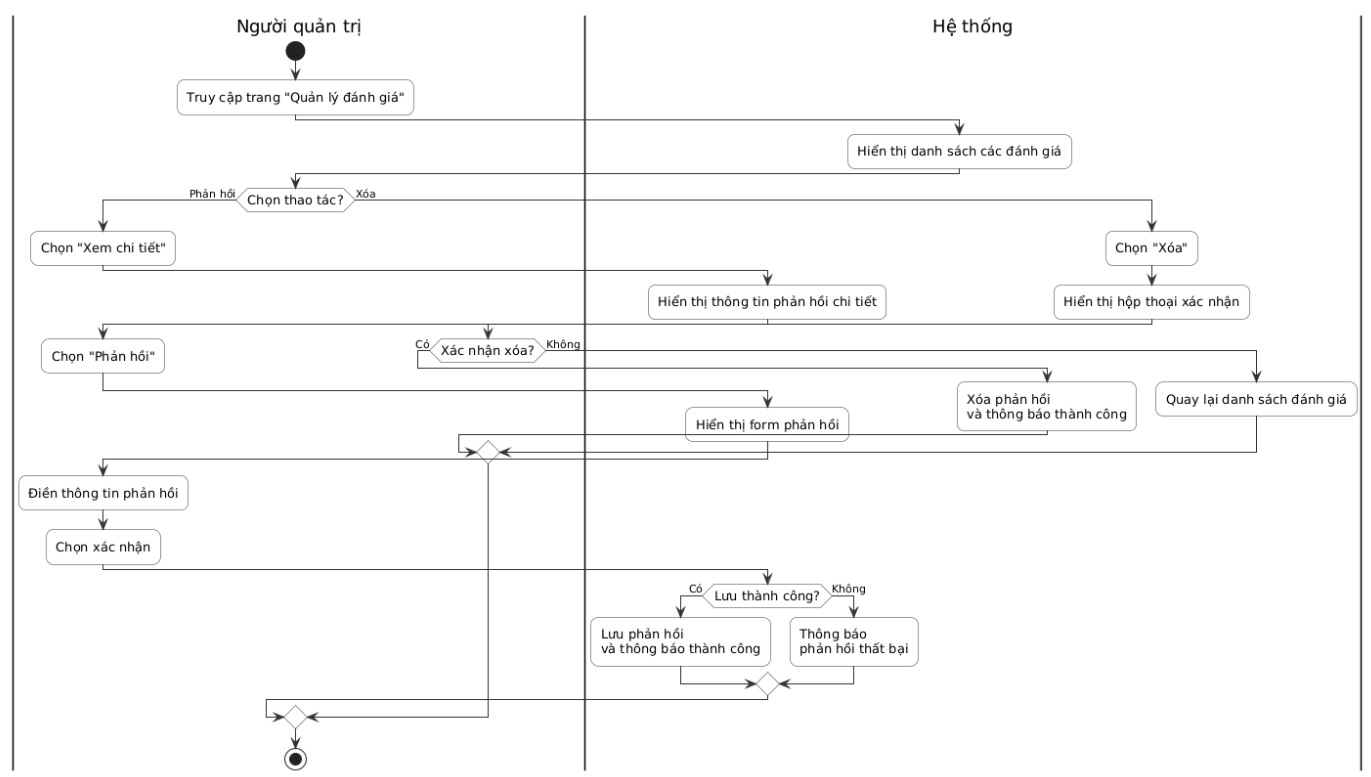 Người quản trị
Hệ thống
Truy cập trang "Quản lý đánh giá"
Hiển thị danh sách các đánh giá
Phản hồi
Chọn thao tác?
Xóa
Chọn "Xem chi tiết"
Chọn "Xóa"
Hiển thị thông tin phản hồi chi tiết
Hiển thị hộp thoại xác nhận
Chọn "Phản hồi"
Có
Xác nhận xóa?
Không
Xóa phản hồi
và thông báo thành công
Quay lại danh sách đánh giá
Hiển thị form phản hồi
Điền thông tin phản hồi
Chọn xác nhận
Có
Lưu thành công?
Không
Lưu phản hồi
và thông báo thành công
Thông báo
phản hồi thất bại